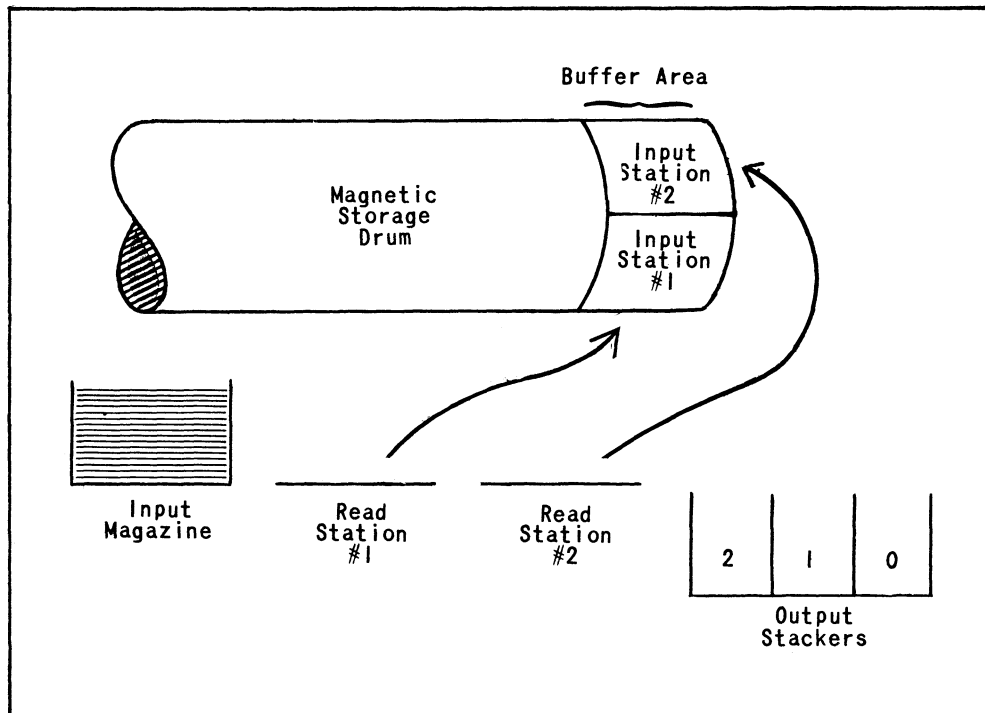 Buffer Area
Input
Station
#2
Magnetic
Storage
Drum
Input
Station
#1
Input
Magazine
Read
Station
#1
Read
Station
#2
2 1 0
Output
Stackers